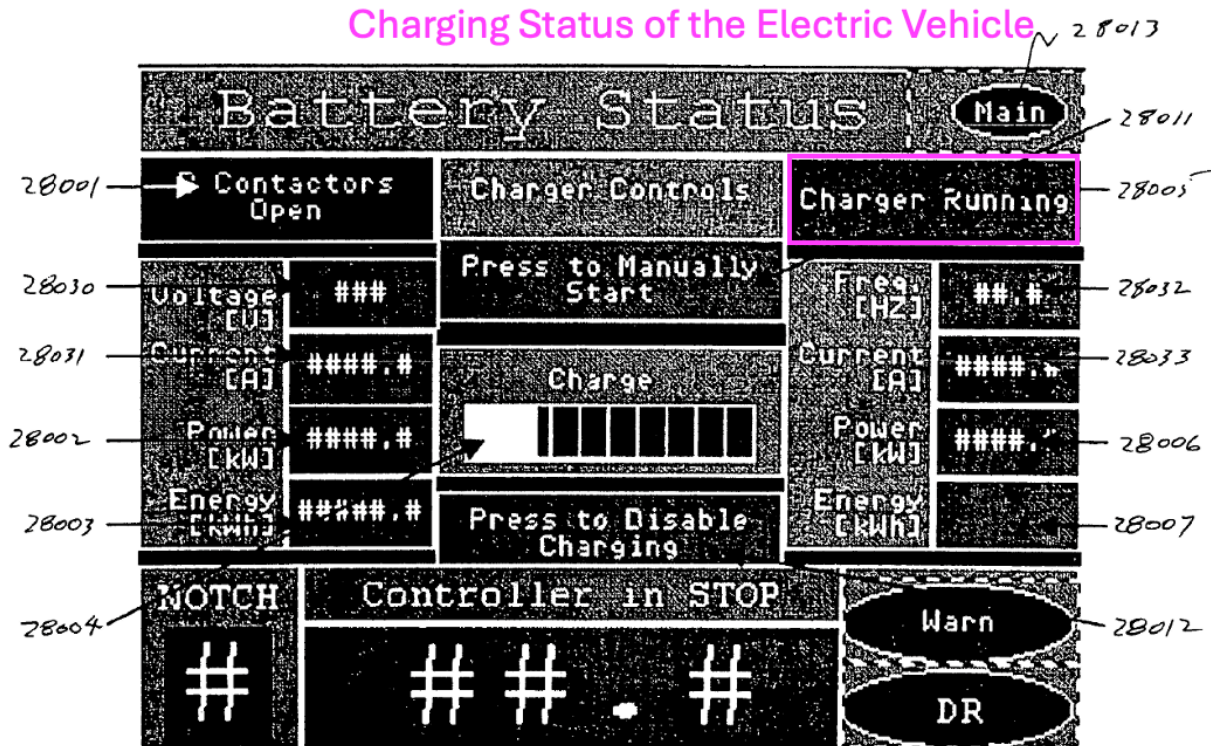 Charging Status of the Electric Vehicle
28013
Battery Status
Main
28011
28001
Contactors
Open
Charger Controls
Charger Running
28005
Press to Manually
Start
28030
Voltage
[V]
###
Freq.
[HZ]
##.#
28032
28031
Current
[A]
####.#
Charge
Current
[A]
####.#
28033
28002
Power
[kW]
####.#
Power
[kW]
####.
28006
28003
Energy
[kWh]
#####.#
Press to Disable
Charging
Energy
[kWh]
28007
28004
NOTCH
#
Controller in STOP
##.#
Warn
28012
DR